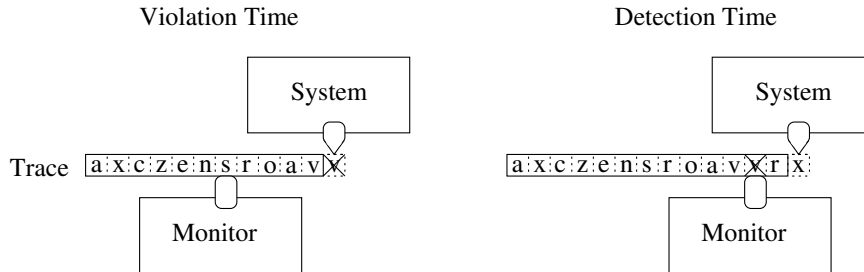 Violation Time Detection Time
System System
Trace a x c z e n s r o a v v a x c z e n s r o a v v r x
Monitor Monitor